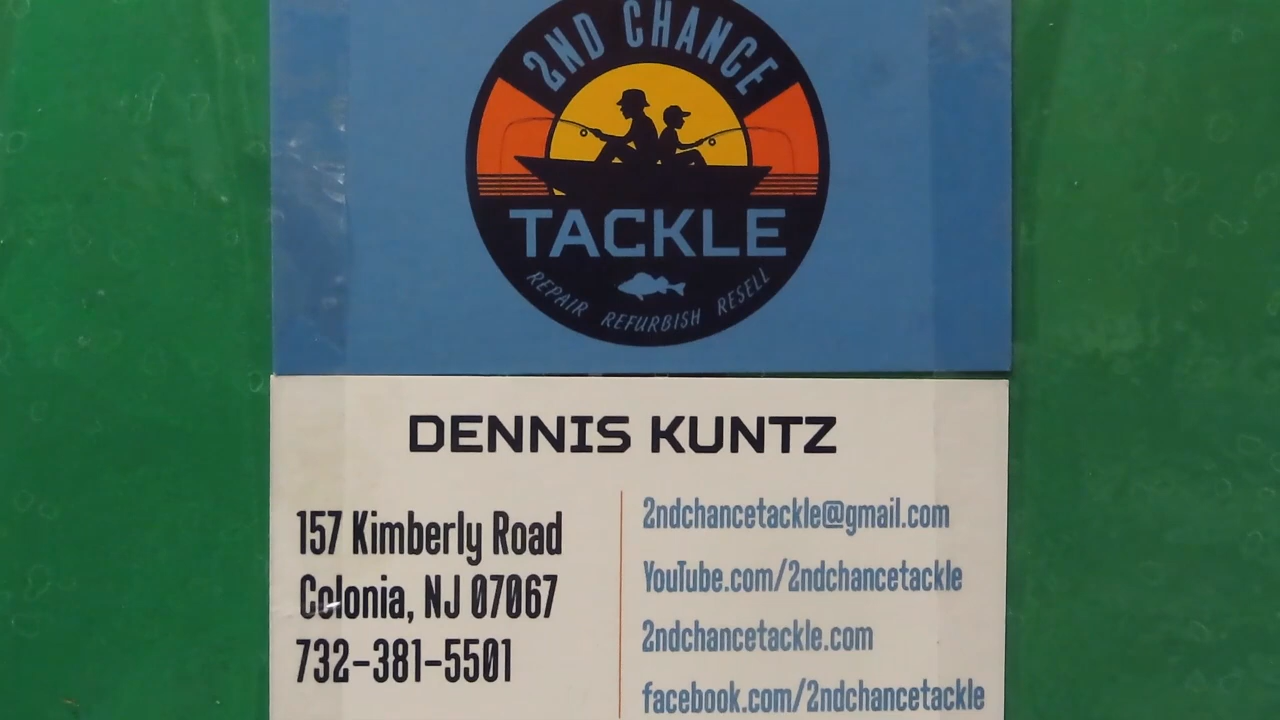 2ND CHANCE
TACKLE
REPAIR REFURBISH RESELL
DENNIS KUNTZ
157 Kimberly Road
Colonia, NJ 07067
732-381-5501
2ndchancetackle@gmail.com
YouTube.com/2ndchancetackle
2ndchancetackle.com
facebook.com/2ndchancetackle